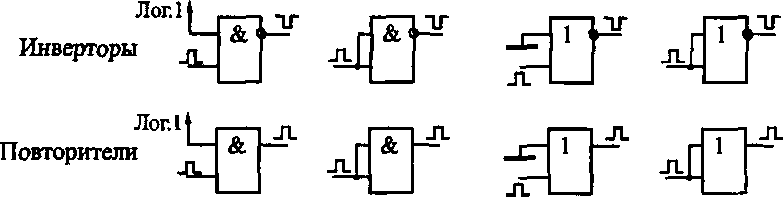 Лог.1
& & 1 1
Инверторы
Лог.1
& & 1 1
Повторители